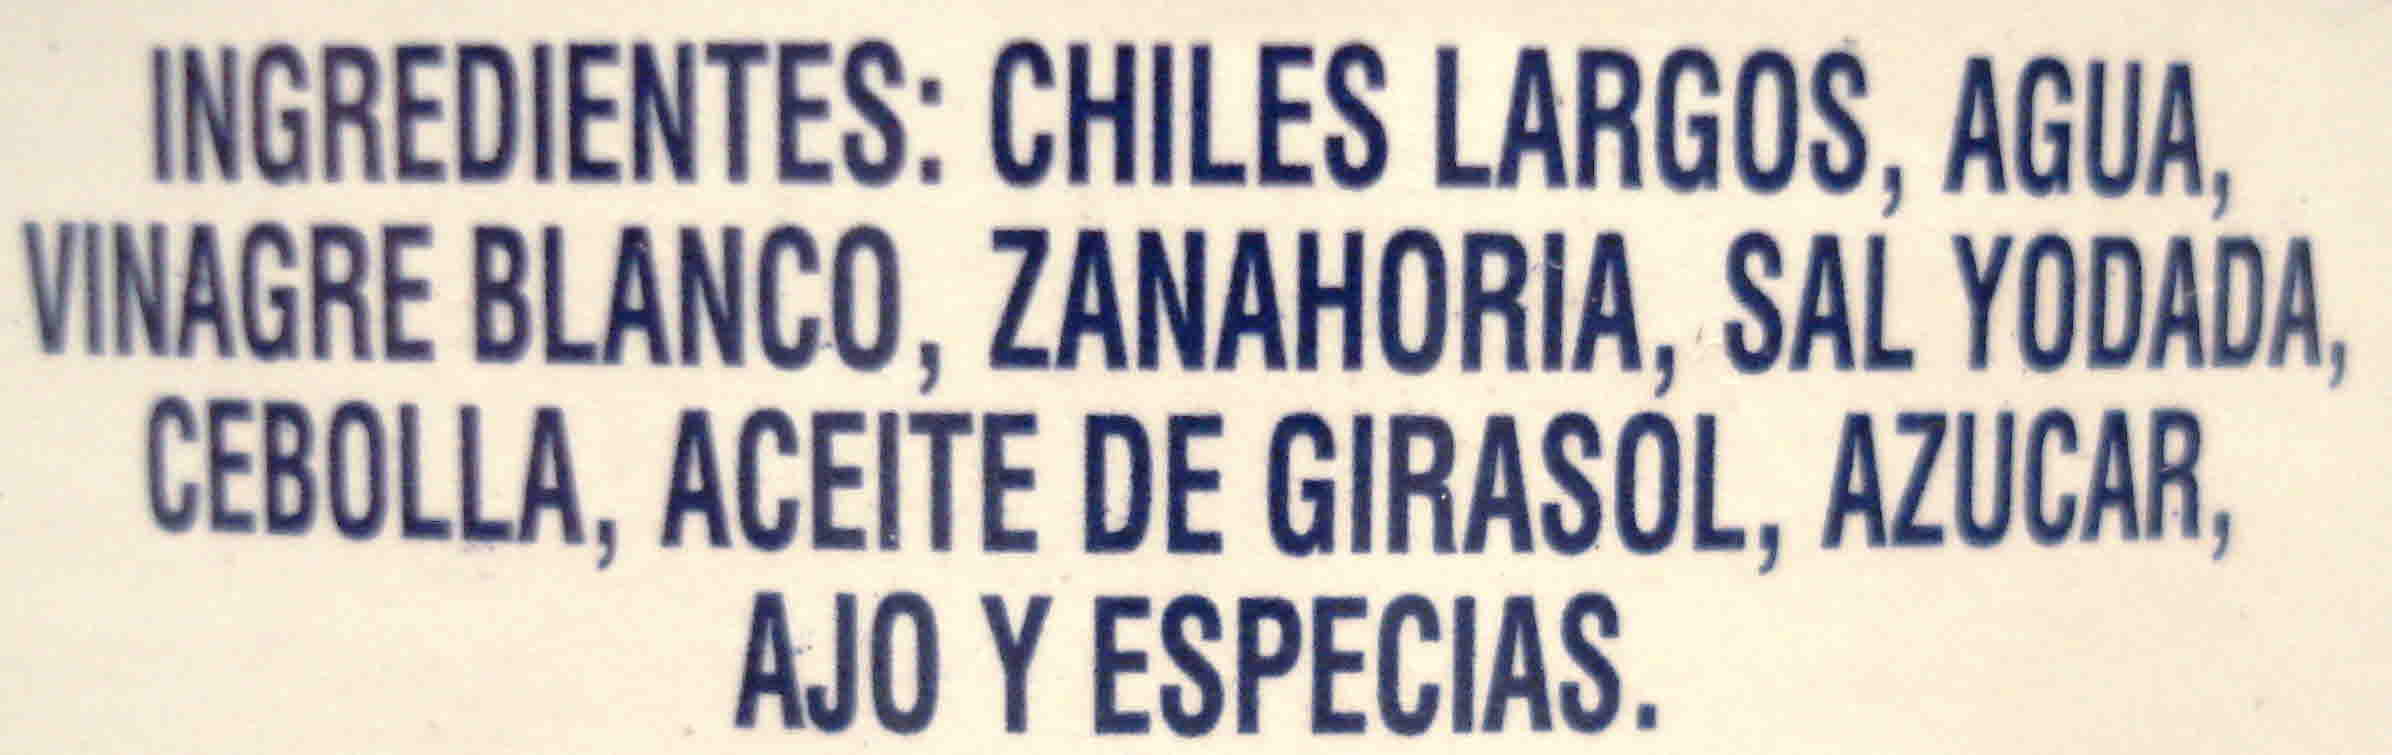 INGREDIENTES: CHILES LARGOS, AGUA,
VINAGRE BLANCO, ZANAHORIA, SAL YODADA,
CEBOLLA, ACEITE DE GIRASOL, AZUCAR,
AJO Y ESPECIAS.